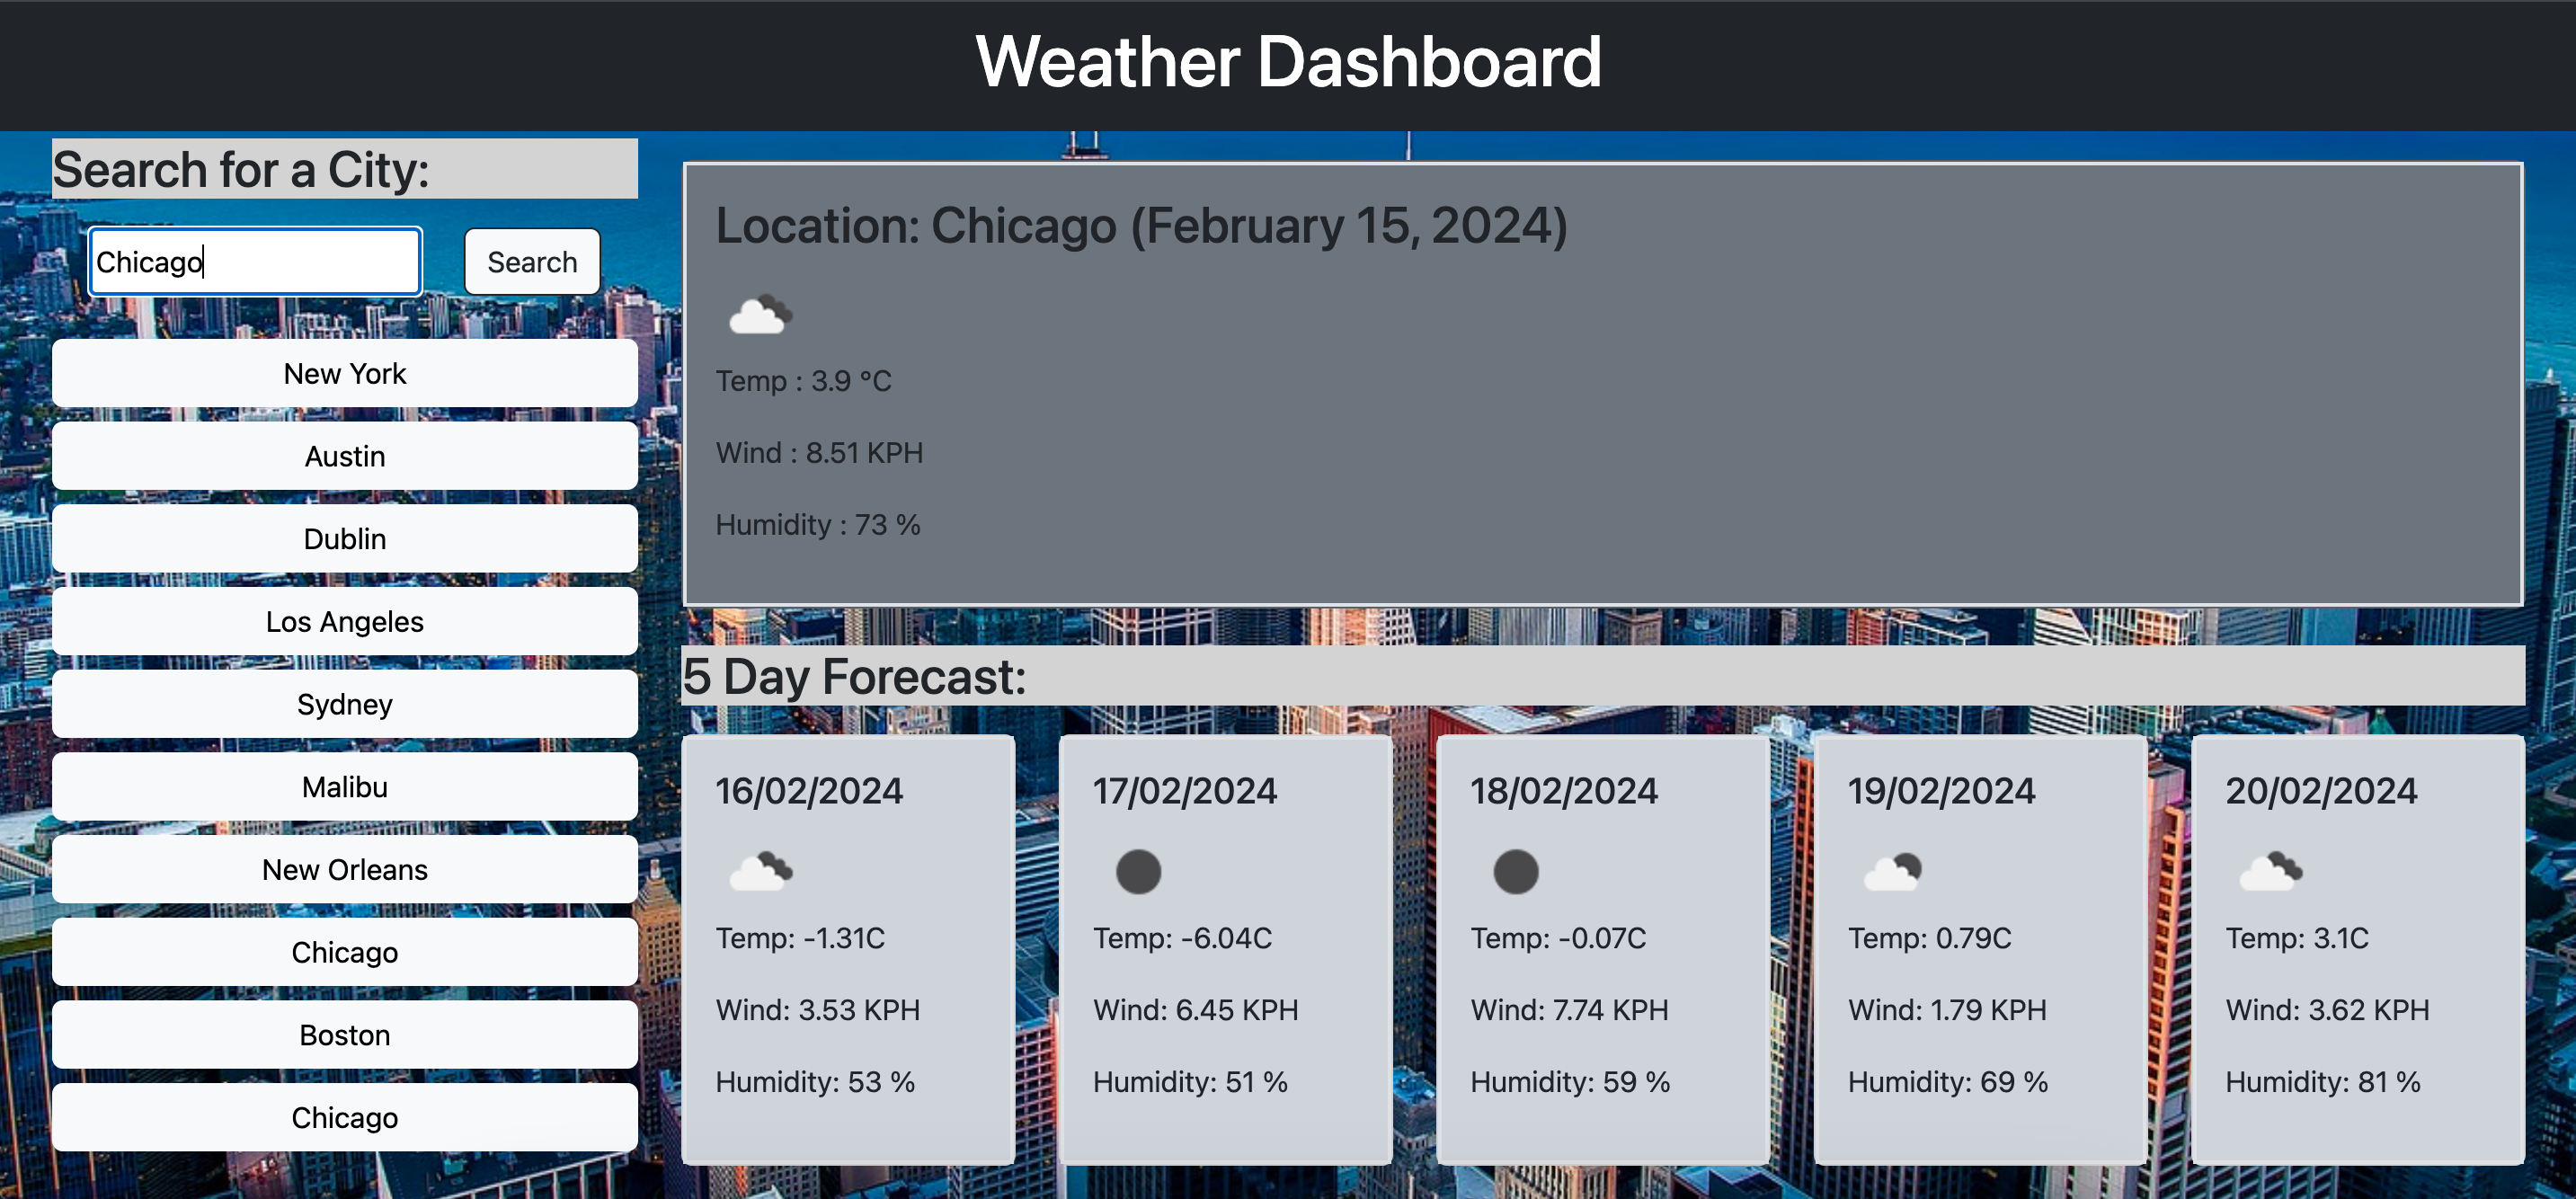 Weather Dashboard
Search for a City:
Chicago
Search
New York
Austin
Dublin
Los Angeles
Sydney
Malibu
New Orleans
Chicago
Boston
Chicago
Location: Chicago (February 15, 2024)
Temp : 3.9 °C
Wind : 8.51 KPH
Humidity : 73 %
5 Day Forecast:
16/02/2024
Temp: -1.31C
Wind: 3.53 KPH
Humidity: 53 %
17/02/2024
Temp: -6.04C
Wind: 6.45 KPH
Humidity: 51 %
18/02/2024
Temp: -0.07C
Wind: 7.74 KPH
Humidity: 59 %
19/02/2024
Temp: 0.79C
Wind: 1.79 KPH
Humidity: 69 %
20/02/2024
Temp: 3.1C
Wind: 3.62 KPH
Humidity: 81 %